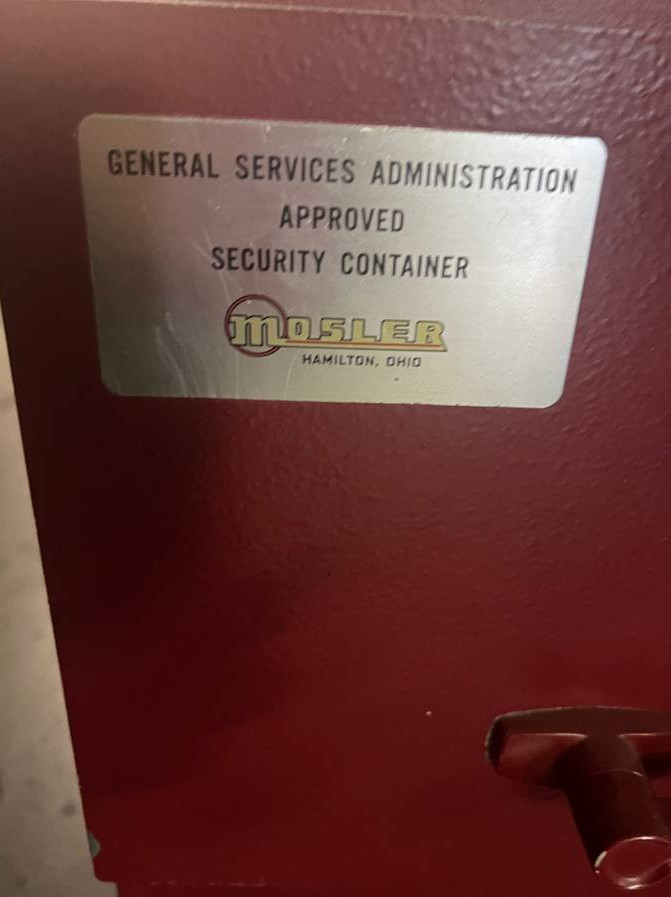 GENERAL SERVICES ADMINISTRATION
APPROVED
SECURITY CONTAINER
MOSLER
HAMILTON, OHIO